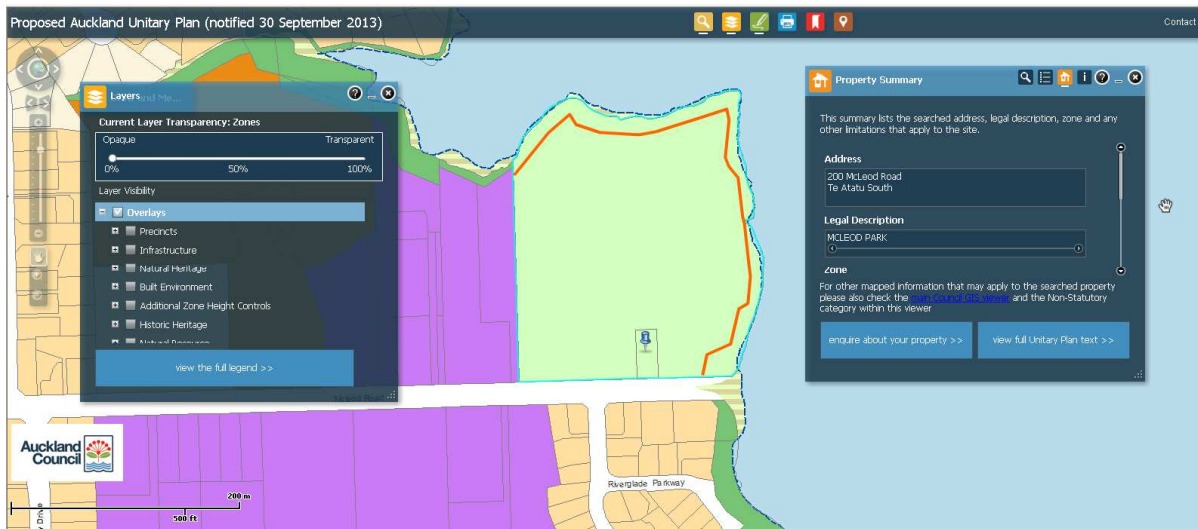 Proposed Auckland Unitary Plan (notified 30 September 2013)
Contact
Layers
Current Layer Transparency: Zones
Opaque
Transparent
0%
50%
100%
Layer Visibility
Overlays
Precincts
Infrastructure
Natural Heritage
Built Environment
Additional Zone Height Controls
Historic Heritage
Natural Resource
view the full legend >>
Property Summary
This summary lists the searched address, legal description, zone and any
other limitations that apply to the site.
Address
200 McLeod Road
Te Atatu South
Legal Description
MCLEOD PARK
Zone
For other mapped information that may apply to the searched property
please also check the main Council GIS viewer and the Non-Statutory
category within this viewer
enquire about your property >>
view full Unitary Plan text >>
Auckland
Council
200 m
500 ft
Riverglade Parkway
Drive